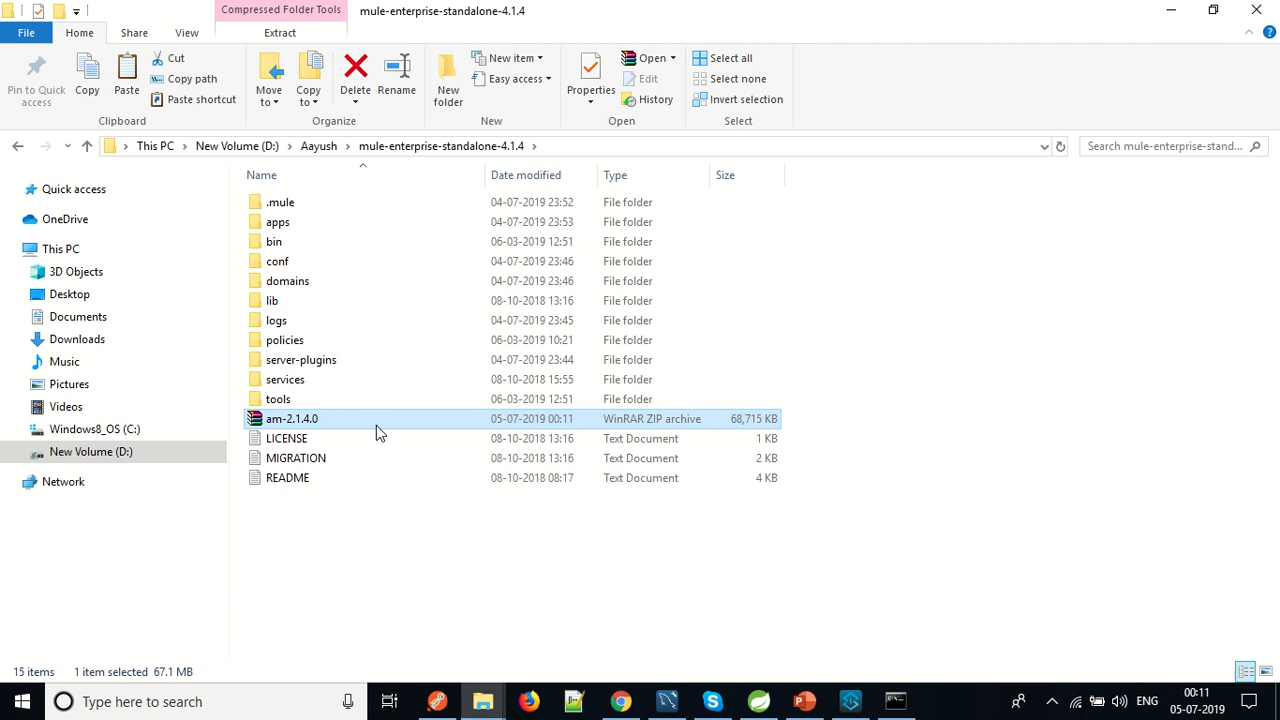 Compressed Folder Tools
mule-enterprise-standalone-4.1.4
File
Home
Share
View
Extract
Pin to Quick access
Copy
Paste
Cut
Copy path
Paste shortcut
Clipboard
Move to
Copy to
Delete
Rename
Organize
New folder
New item
Easy access
New
Properties
Open
Edit
History
Open
Select all
Select none
Invert selection
Select
This PC
New Volume (D:)
Aayush
mule-enterprise-standalone-4.1.4
Search mule-enterprise-stand...
Quick access
OneDrive
This PC
3D Objects
Desktop
Documents
Downloads
Music
Pictures
Videos
Windows8_OS (C:)
New Volume (D:)
Network
Name Date modified Type Size
.mule 04-07-2019 23:52 File folder
apps 04-07-2019 23:53 File folder
bin 06-03-2019 12:51 File folder
conf 04-07-2019 23:46 File folder
domains 04-07-2019 23:46 File folder
lib 08-10-2018 13:16 File folder
logs 04-07-2019 23:45 File folder
policies 06-03-2019 10:21 File folder
server-plugins 04-07-2019 23:44 File folder
services 08-10-2018 15:55 File folder
tools 06-03-2019 12:51 File folder
am-2.1.4.0 05-07-2019 00:11 WinRAR ZIP archive 68,715 KB
LICENSE 08-10-2018 13:16 Text Document 1 KB
MIGRATION 08-10-2018 13:16 Text Document 2 KB
README 08-10-2018 08:17 Text Document 4 KB
15 items 1 item selected 67.1 MB
Type here to search
ENG
00:11
05-07-2019